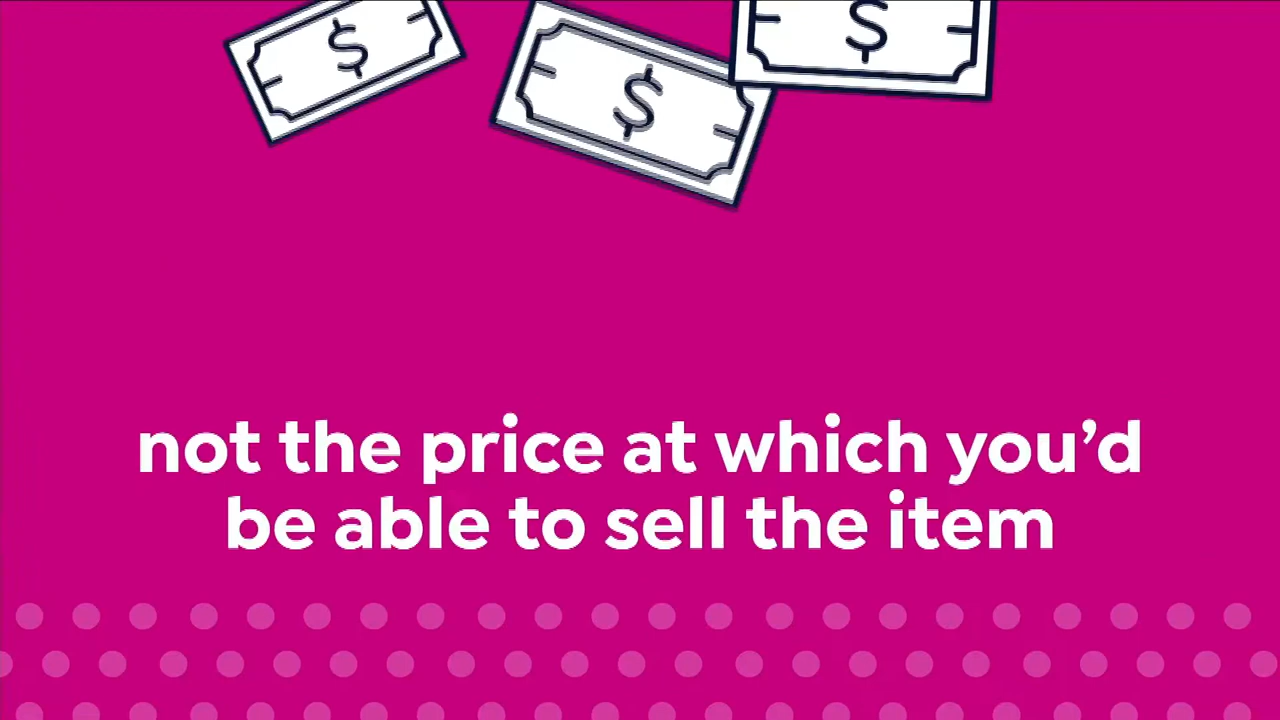 $ $ $
not the price at which you’d
be able to sell the item